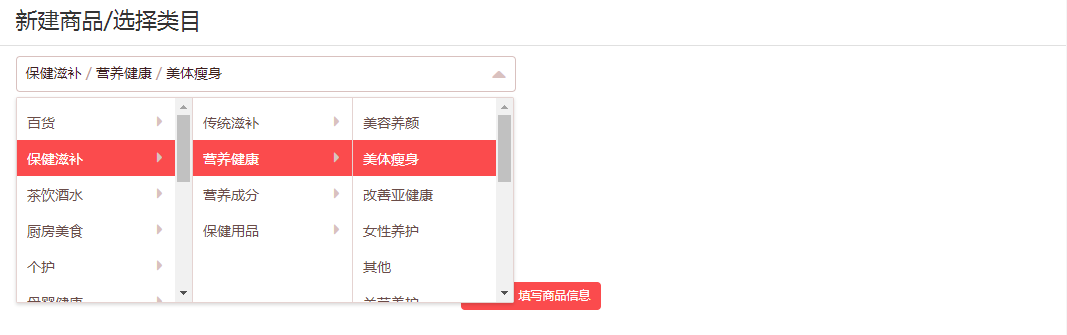 新建商品/选择类目
保健滋补 / 营养健康 / 美体瘦身
百货
保健滋补
茶饮酒水
厨房美食
个护
母婴健康
传统滋补
营养健康
营养成分
保健用品
美容养颜
美体瘦身
改善亚健康
女性养护
其他
填写商品信息